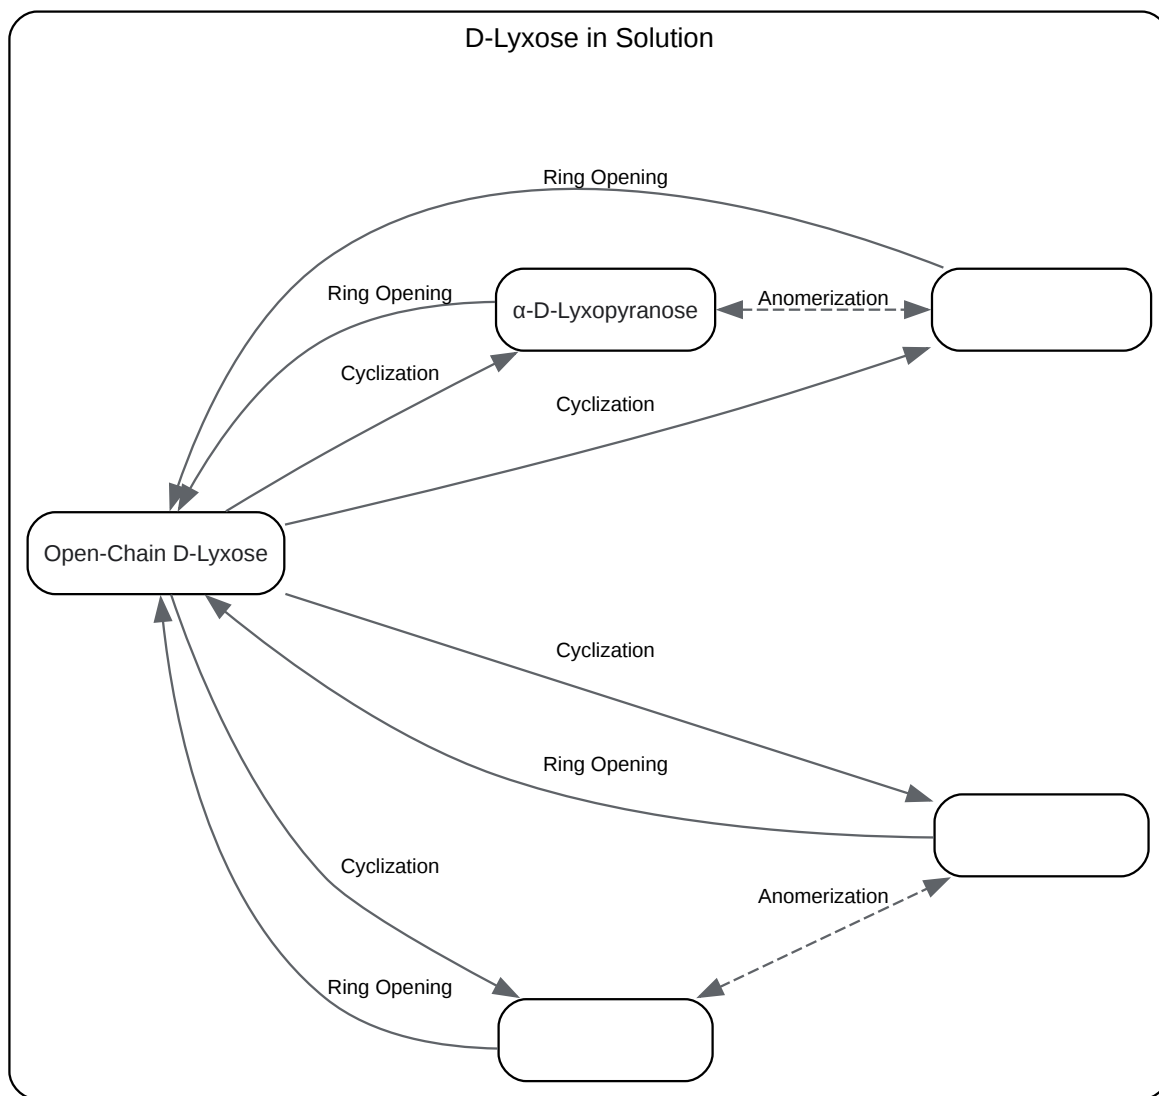 D-Lyxose in Solution
Ring Opening
Ring Opening
α-D-Lyxopyranose
Anomerization
Cyclization
Cyclization
Open-Chain D-Lyxose
Cyclization
Ring Opening
Cyclization
Anomerization
Ring Opening